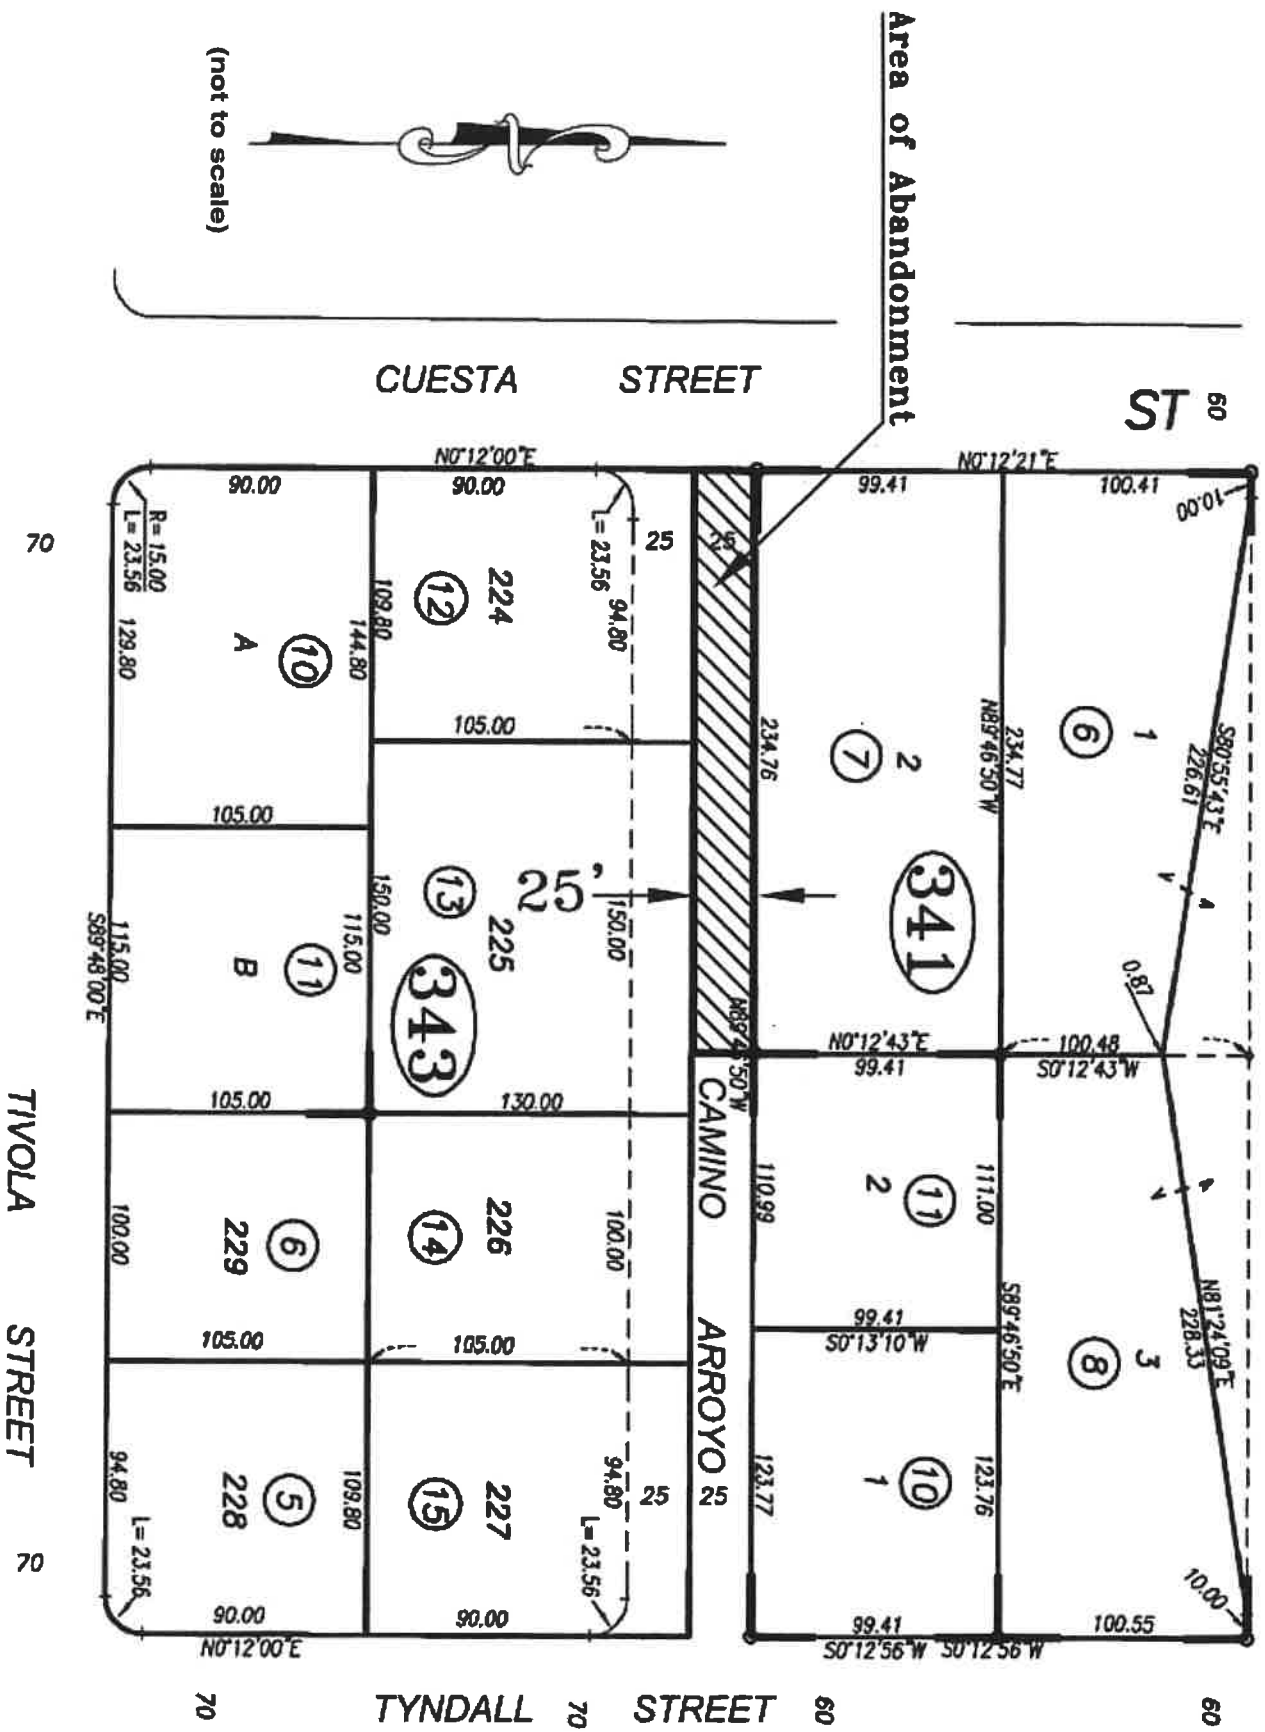 Area of Abandonment
(not to scale)
CUESTA STREET
ST
60
N0°12'00"E
90.00
90.00
N0°12'21"E
99.41
100.41
10.00
R= 15.00
L= 23.56
129.80
70
A
10
144.80
109.80
12
224
L= 23.56
94.80
25
25
105.00
105.00
234.76
7
2
234.77
N89°46'50"W
6
1
S80°55'43"E
226.61
341
25'
150.00
13
225
150.00
343
115.00
11
B
115.00
S89°48'00"E
0.87
N89°46'50"W
N0°12'43"E
99.41
100.48
S0°12'43"W
105.00
130.00
CAMINO ARROYO
TIVOLA STREET
100.00
229
6
14
226
100.00
110.99
2
11
111.00
S89°46'50"E
99.41
S0°13'10"W
8
3
N81°24'09"E
228.33
105.00
105.00
94.80
228
5
109.80
15
227
94.80
25
25
123.77
1
10
123.76
L= 23.56
L= 23.56
10.00
90.00
N0°12'00"E
90.00
99.41
S0°12'56"W
S0°12'56"W
100.55
70
70
TYNDALL STREET
70
60
60